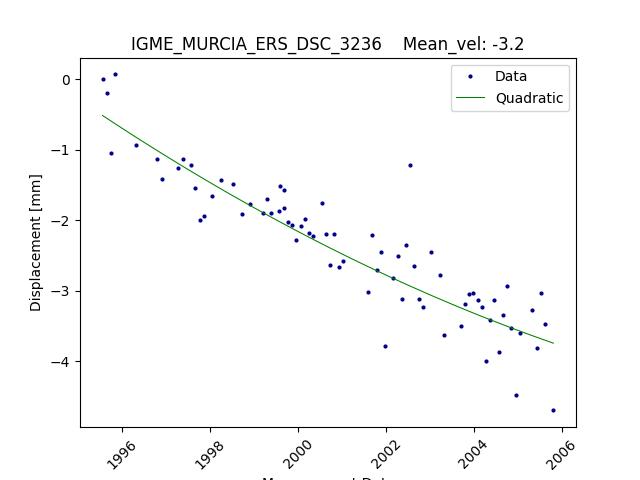 IGME_MURCIA_ERS_DSC_3236 Mean_vel: -3.2
Data
Quadratic
Displacement [mm]
0
−1
−2
−3
−4
1996
1998
2000
2002
2004
2006